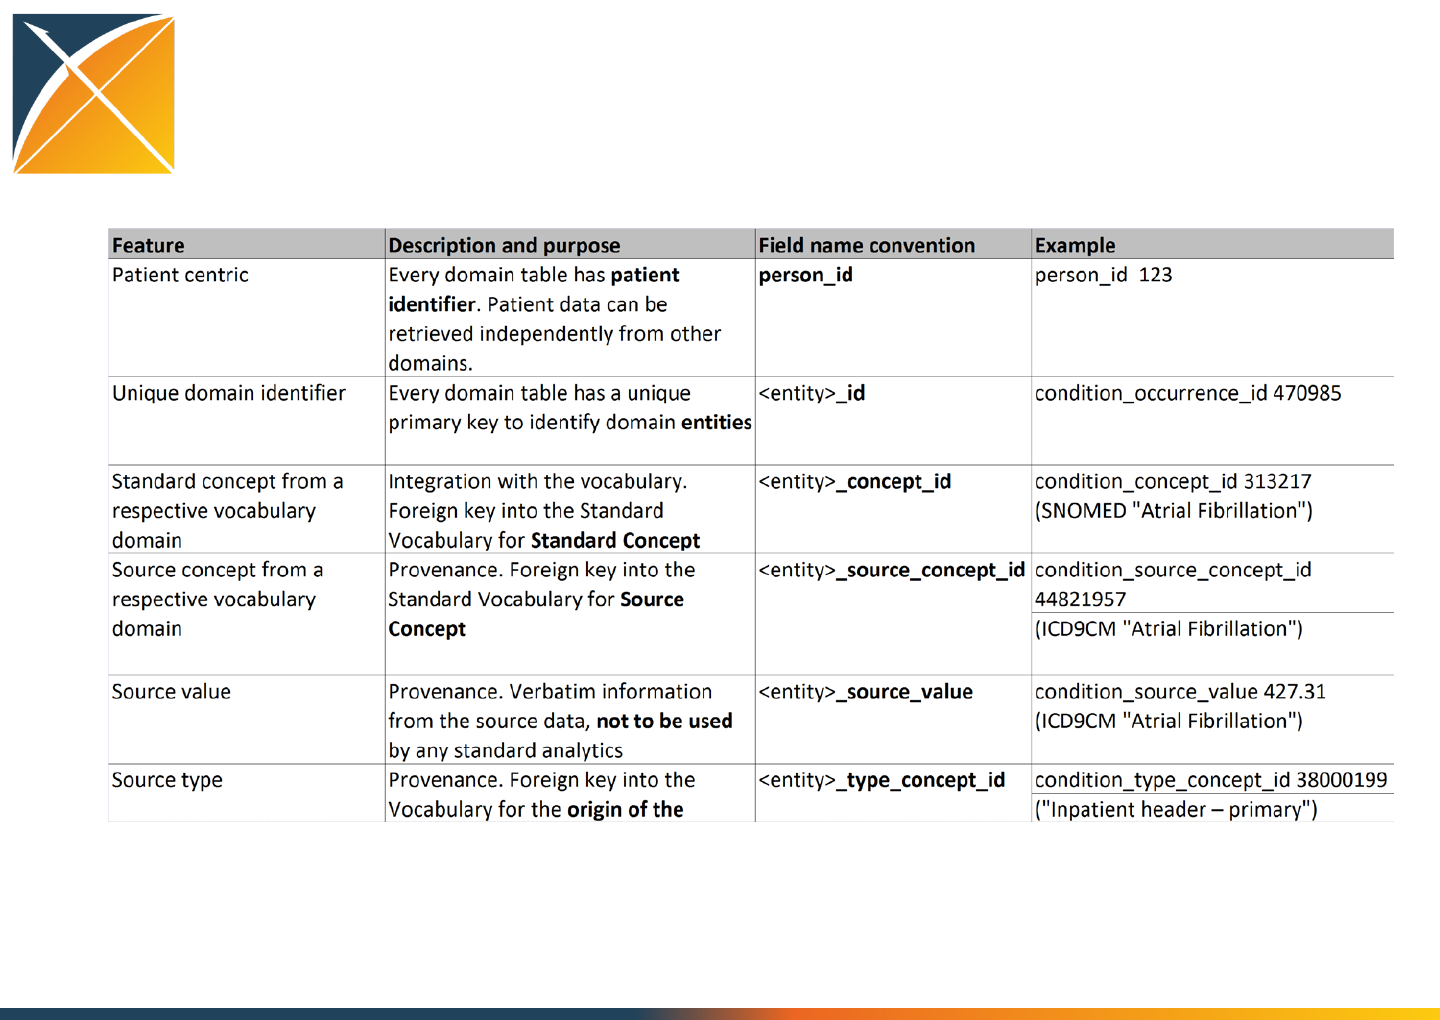 Feature Description and purpose Field name convention Example
Patient centric
Every domain table has patient
identifier. Patient data can be
retrieved independently from other
domains.
person_id
person_id 123
Unique domain identifier
Every domain table has a unique
primary key to identify domain entities
<entity>_id
condition_occurrence_id 470985
Standard concept from a
respective vocabulary
domain
Integration with the vocabulary.
Foreign key into the Standard
Vocabulary for Standard Concept
<entity>_concept_id
condition_concept_id 313217
(SNOMED "Atrial Fibrillation")
Source concept from a
respective vocabulary
domain
Provenance. Foreign key into the
Standard Vocabulary for Source
Concept
<entity>_source_concept_id
condition_source_concept_id
44821957
(ICD9CM "Atrial Fibrillation")
Source value
Provenance. Verbatim information
from the source data, not to be used
by any standard analytics
<entity>_source_value
condition_source_value 427.31
(ICD9CM "Atrial Fibrillation")
Source type
Provenance. Foreign key into the
Vocabulary for the origin of the
<entity>_type_concept_id
condition_type_concept_id 38000199
("Inpatient header – primary")